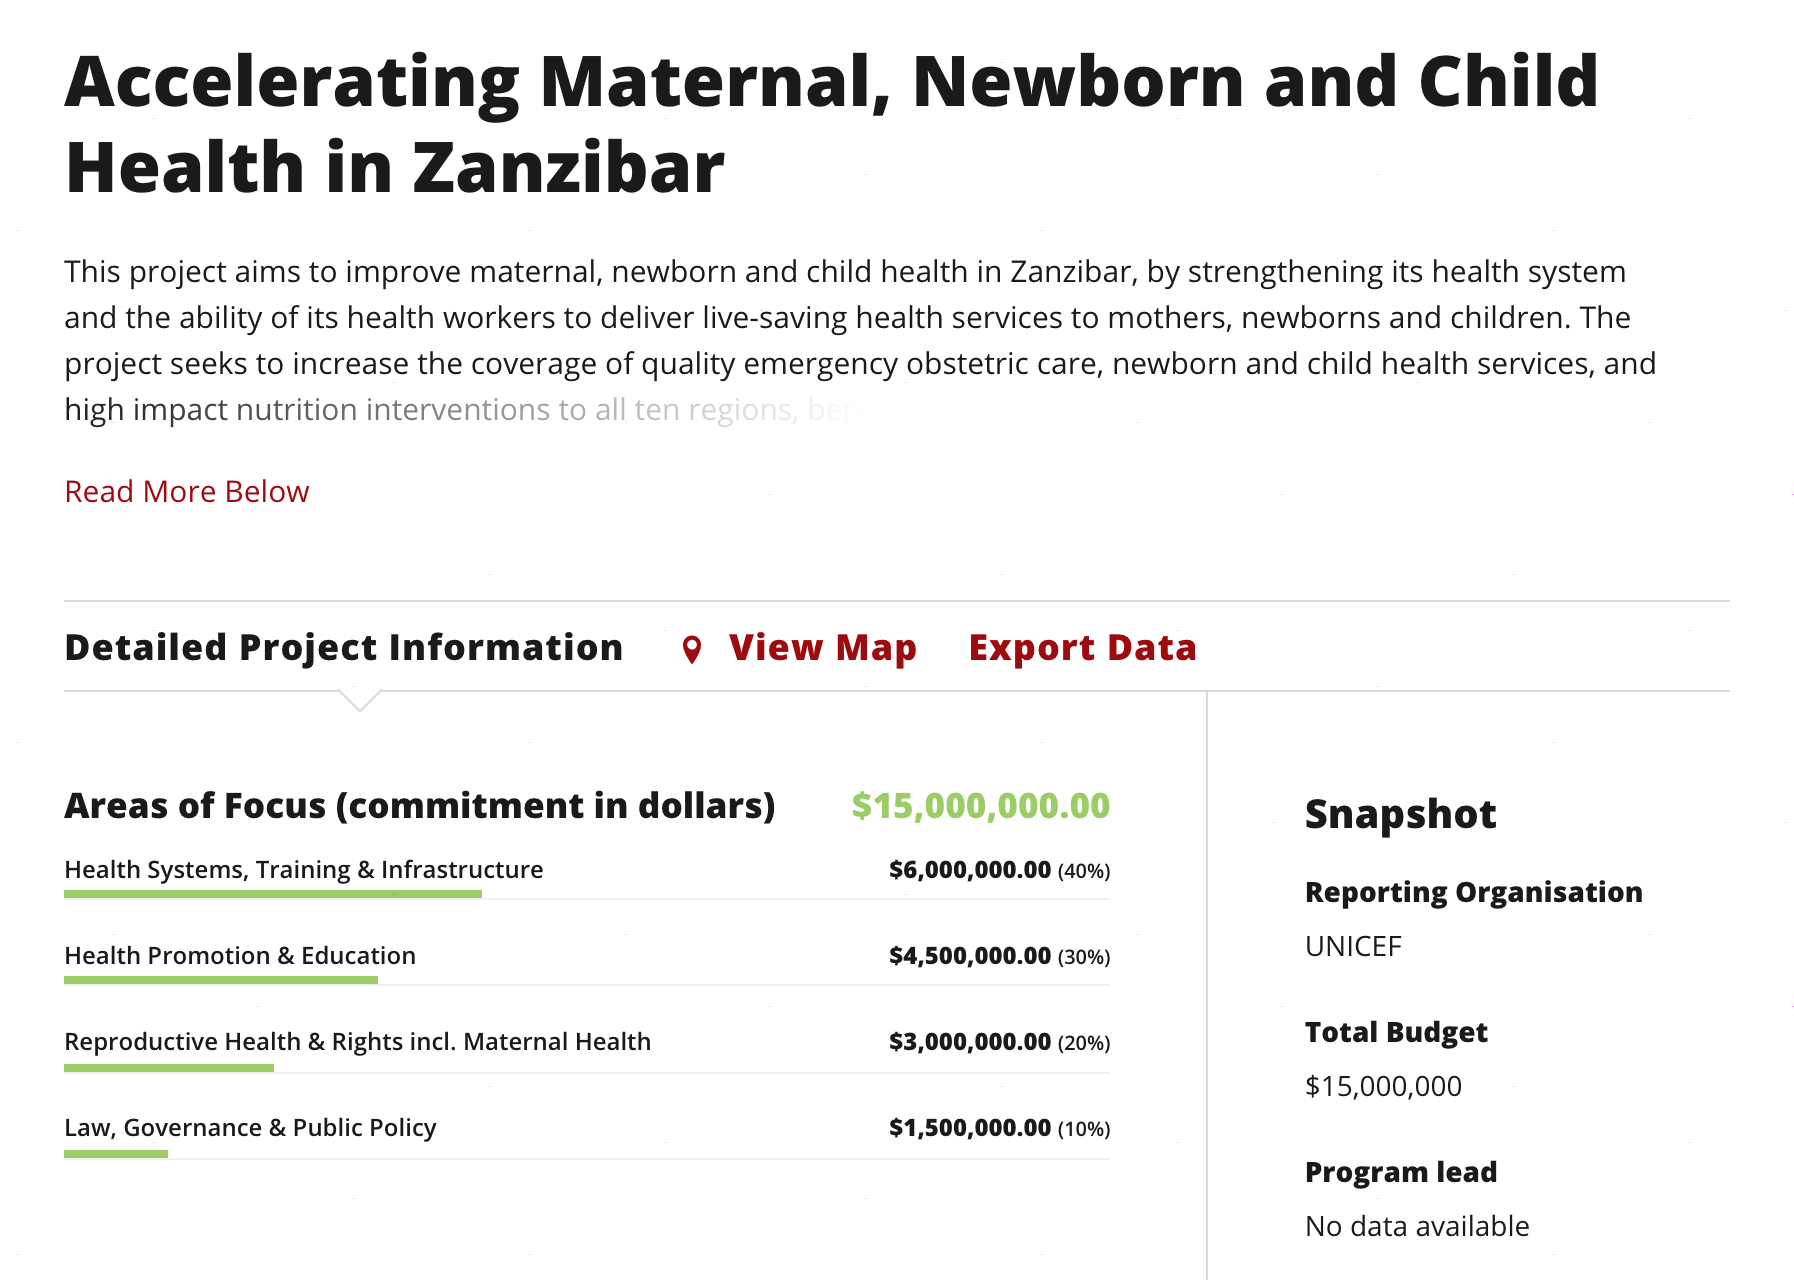 Accelerating Maternal, Newborn and Child
Health in Zanzibar
This project aims to improve maternal, newborn and child health in Zanzibar, by strengthening its health system
and the ability of its health workers to deliver live-saving health services to mothers, newborns and children. The
project seeks to increase the coverage of quality emergency obstetric care, newborn and child health services, and
high impact nutrition interventions to all ten regions,
Read More Below
Detailed Project Information View Map Export Data
Areas of Focus (commitment in dollars) $15,000,000.00
Health Systems, Training & Infrastructure $6,000,000.00 (40%)
Health Promotion & Education $4,500,000.00 (30%)
Reproductive Health & Rights incl. Maternal Health $3,000,000.00 (20%)
Law, Governance & Public Policy $1,500,000.00 (10%)
Snapshot
Reporting Organisation
UNICEF
Total Budget
$15,000,000
Program lead
No data available